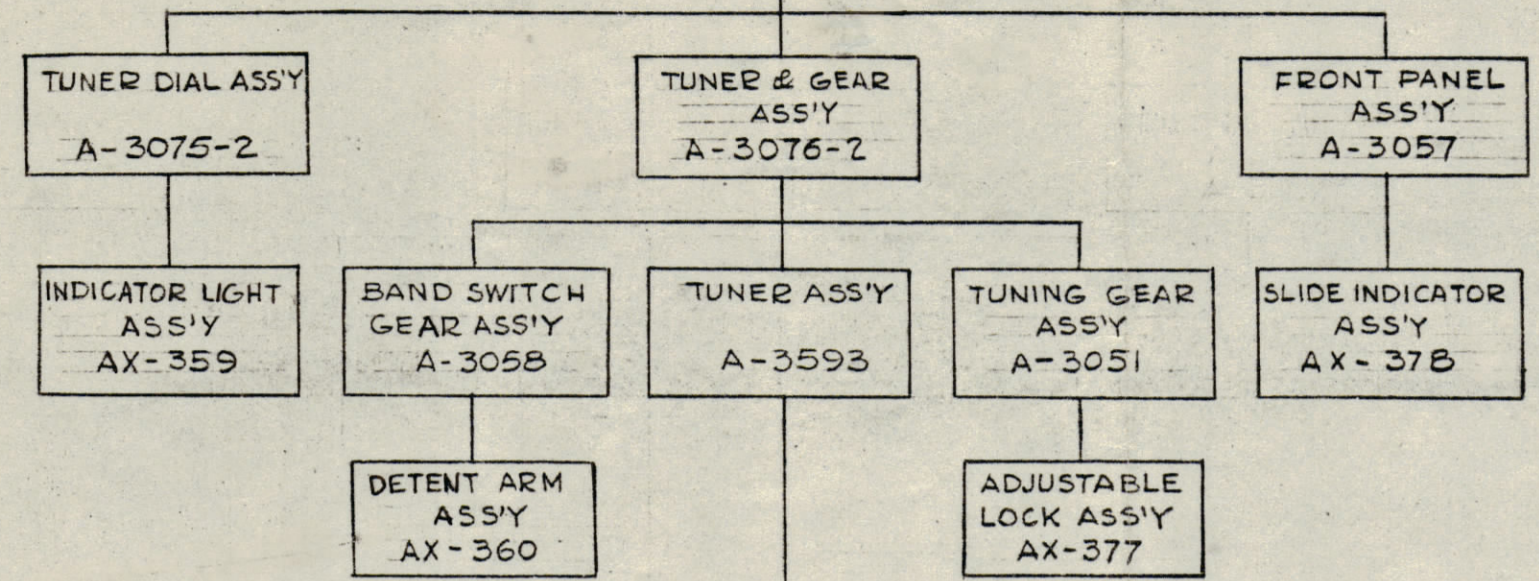 TUNER DIAL ASS'Y
A-3075-2
TUNER & GEAR
ASS'Y
A-3076-2
FRONT PANEL
ASS'Y
A-3057
INDICATOR LIGHT
ASS'Y
AX-359
BAND SWITCH
GEAR ASS'Y
A-3058
TUNER ASS'Y
A-3593
TUNING GEAR
ASS'Y
A-3051
SLIDE INDICATOR
ASS'Y
AX-378
DETENT ARM
ASS'Y
AX-360
ADJUSTABLE
LOCK ASS'Y
AX-377